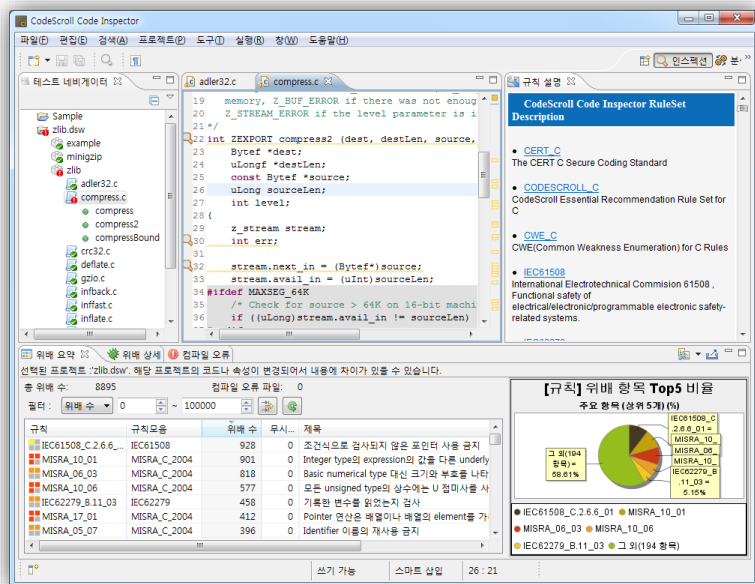 CodeScroll Code Inspector
파일(F) 편집(E) 검색(A) 프로젝트(P) 도구(T) 실행(R) 창(W) 도움말(H)
인스펙션 분·
테스트 네비게이터
Sample
zlib.dsw
example
minigzip
zlib
adler32.c
compress.c
compress
compress2
compressBound
crc32.c
deflate.c
gzio.c
infback.c
inffast.c
inflate.c
adler32.c compress.c
19 memory, Z_BUF_ERROR if there was not enoug
20 Z_STREAM_ERROR if the level parameter is i
21 */
22 int ZEXPORT compress2 (dest, destLen, source,
23 Bytef *dest;
24 uLongf *destLen;
25 const Bytef *source;
26 uLong sourceLen;
27 int level;
28 {
29 z_stream stream;
30 int err;
31
32 stream.next_in = (Bytef*)source;
33 stream.avail_in = (uInt)sourceLen;
34 #ifdef MAXSEG_64K
35 /* Check for source > 64K on 16-bit machi
36 if ((uLong)stream.avail_in != sourceLen)
규칙 설명
CodeScroll Code Inspector RuleSet
Description
CERT_C
The CERT C Secure Coding Standard
CODESCROLL_C
CodeScroll Essential Recommendation Rule Set for
C
CWE_C
CWE(Common Weakness Enumeration) for C Rules
IEC61508
International Electrotechnical Commision 61508 ,
Functional safety of
electrical/electronic/programmable electronic safety-
related systems.
위배 요약 위배 상세 컴파일 오류
선택된 프로젝트 :'zlib.dsw'. 해당 프로젝트의 코드나 속성이 변경되어서 내용에 차이가 있을 수 있습니다.
총 위배 수: 8895 컴파일 오류 파일: 0
필터 : 위배 수 0 ~ 100000
규칙 규칙모음 위배 수 무시... 제목
IEC61508_C.2.6.6_... IEC61508 928 0 조건식으로 검사되지 않은 포인터 사용 금지
MISRA_10_01 MISRA_C_2004 901 0 Integer type의 expression의 값을 다른 underly
MISRA_06_03 MISRA_C_2004 818 0 Basic numerical type 대신 크기와 부호를 나타
MISRA_10_06 MISRA_C_2004 577 0 모든 unsigned type의 상수에는 U 접미사를 사
IEC62279_B.11_03 IEC62279 458 0 기록한 변수를 읽었는지 검사
MISRA_17_01 MISRA_C_2004 412 0 Pointer 연산은 배열이나 배열의 element를 가
MISRA_05_07 MISRA_C_2004 396 0 Identifier 이름의 재사용 금지
[규칙] 위배 항목 Top5 비율
주요 항목 (상위 5개) (%)
IEC61508_C
.2.6.6_01 =
MISRA_10_
MISRA_10_
IEC62279_B
.11_03 =
5.15%
그 외(194
항목) =
58.61%
IEC61508_C.2.6.6_01 MISRA_10_01
MISRA_06_03 MISRA_10_06
IEC62279_B.11_03 그 외(194 항목)
쓰기 가능 스마트 삽입 26 : 21